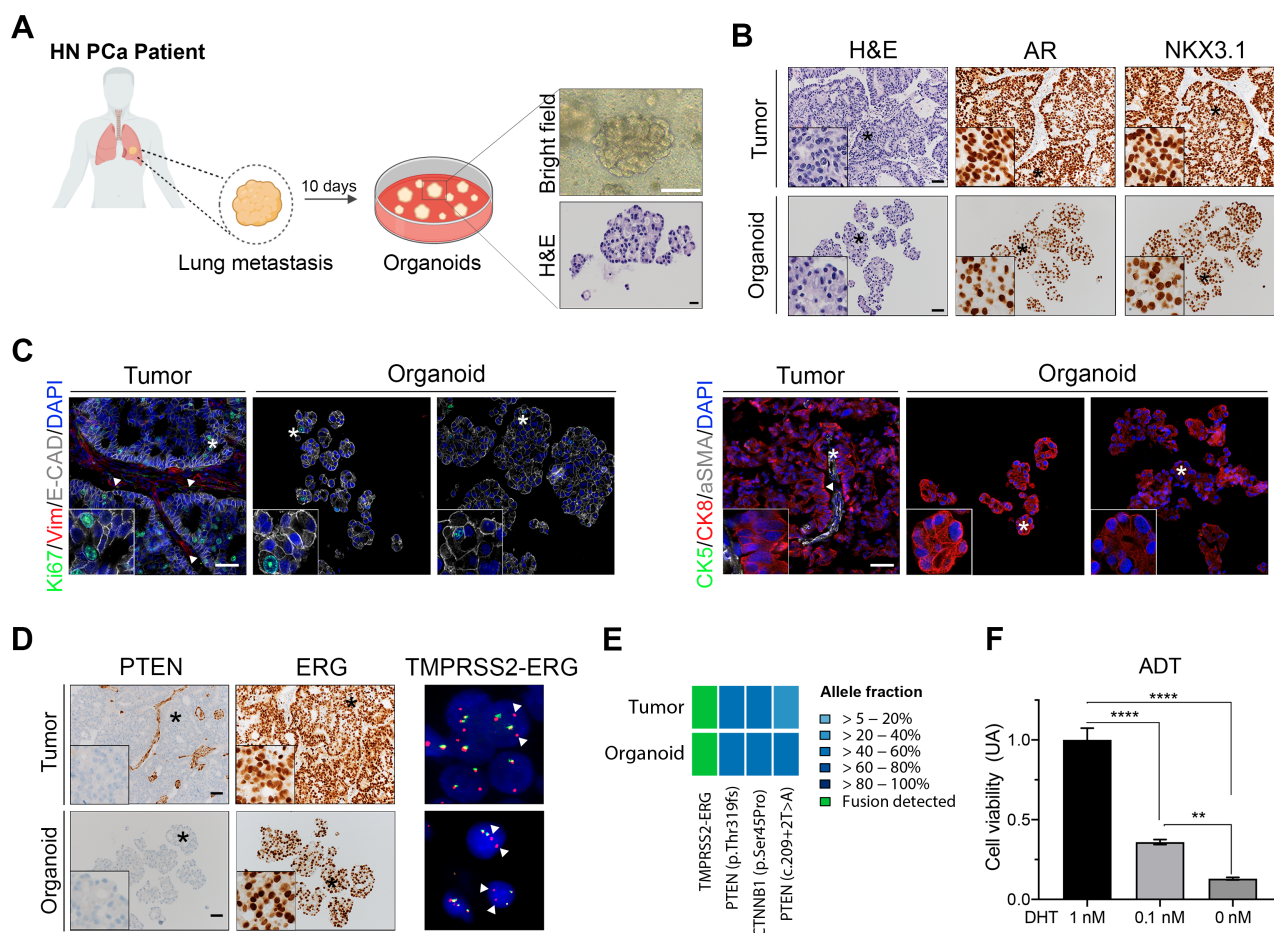 A
HN PCa Patient
10 days
Lung metastasis
Organoids
Bright field
H&E
B
H&E
AR
NKX3.1
Tumor
Organoid
C
Tumor
Organoid
Ki67/Vim/E-CAD/DAPI
Tumor
Organoid
CK5/CK8/aSMA/DAPI
D
PTEN
ERG
TMPRSS2-ERG
Tumor
Organoid
E
Tumor
Organoid
TMPRSS2-ERG
PTEN (p.Thr319fs)
CTNNB1 (p.Ser45Pro)
PTEN (c.209+2T>A)
Allele fraction
> 5 – 20%
> 20 – 40%
> 40 – 60%
> 60 – 80%
> 80 – 100%
Fusion detected
F
ADT
Cell viability (UA)
1.0
0.5
0.0
****
****
**
DHT 1 nM 0.1 nM 0 nM